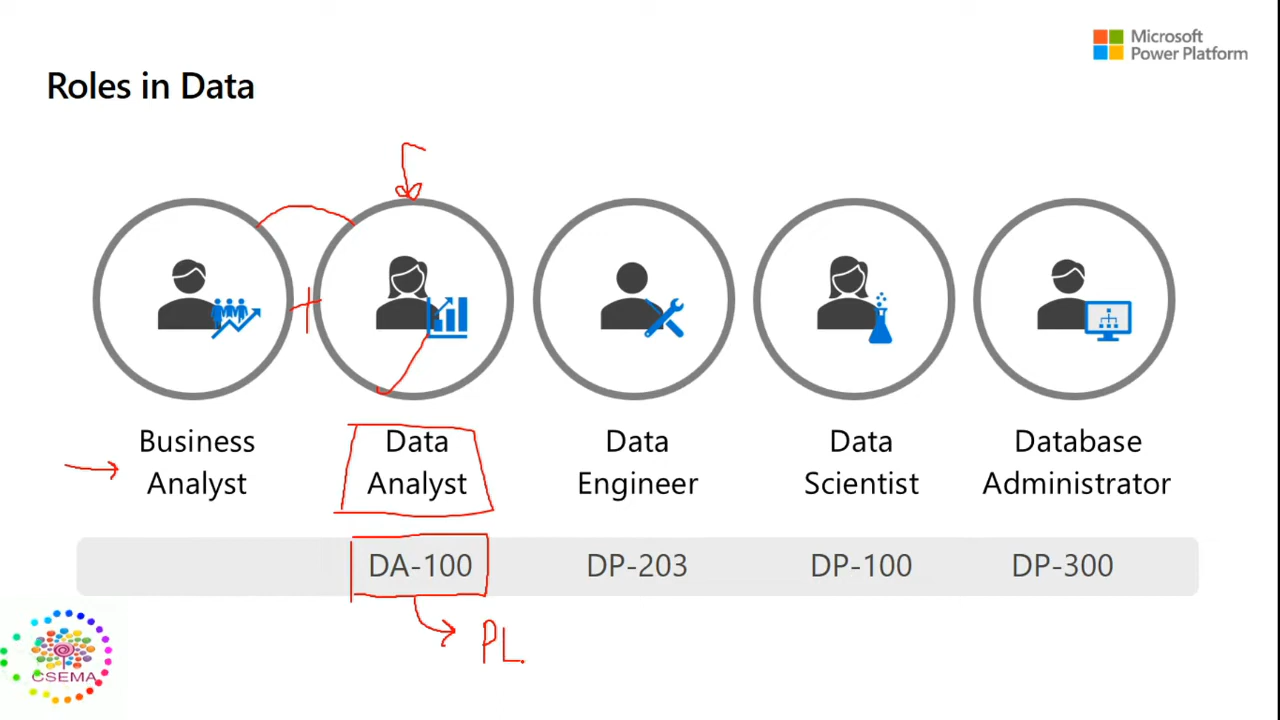 Microsoft
Power Platform
Roles in Data
Business
Analyst
Data
Analyst
Data
Engineer
Data
Scientist
Database
Administrator
DA-100
DP-203
DP-100
DP-300
PL.
CSEMA